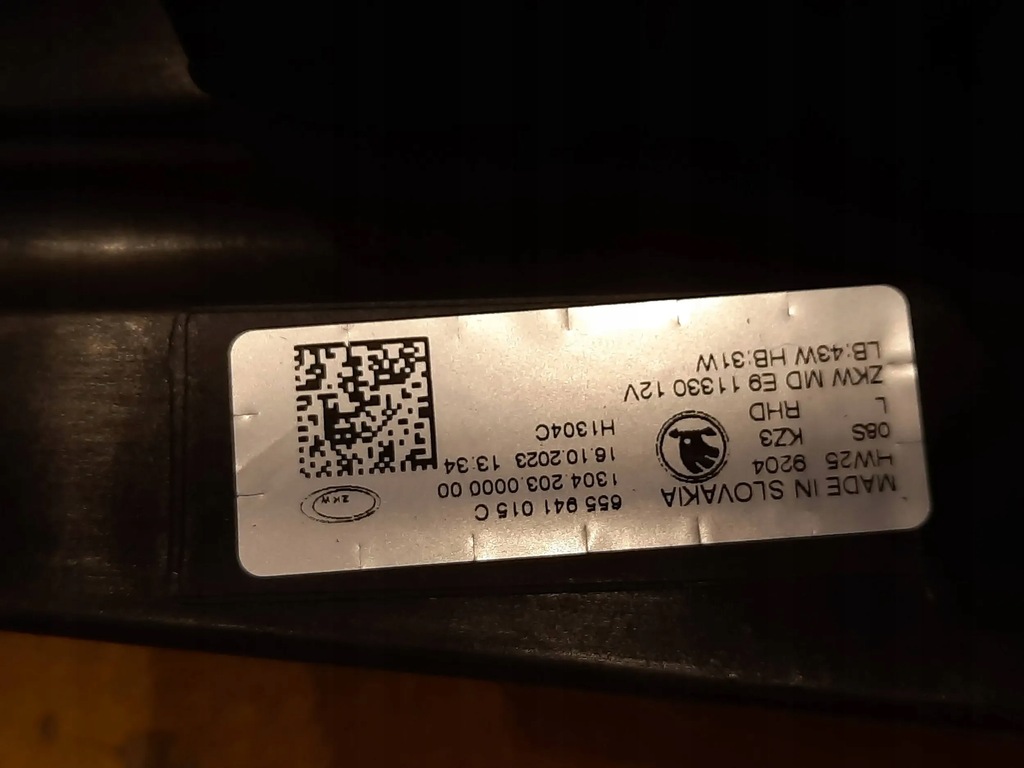 MADE IN SLOVAKIA
HW25 9204
08S KZ3
L RHD
ZKW MD E9 11330 12V
LB:43W HB:31W
655 941 015 C
1304.203.0000 00
16.10.2023 13:34
H1304C
ZKW